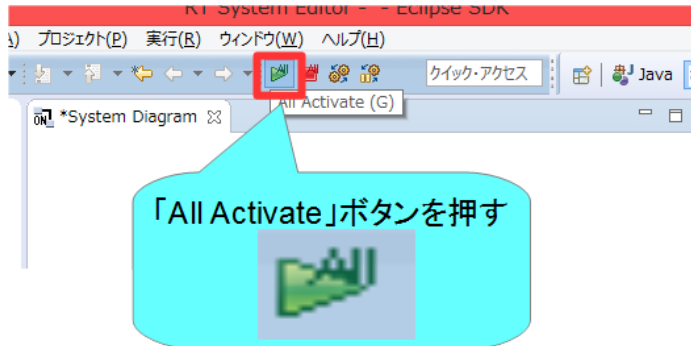 RT System Editor - - Eclipse SDK
プロジェクト(P) 実行(R) ウィンドウ(W) ヘルプ(H)
クイック・アクセス Java
*System Diagram
All Activate (G)
「All Activate」ボタンを押す